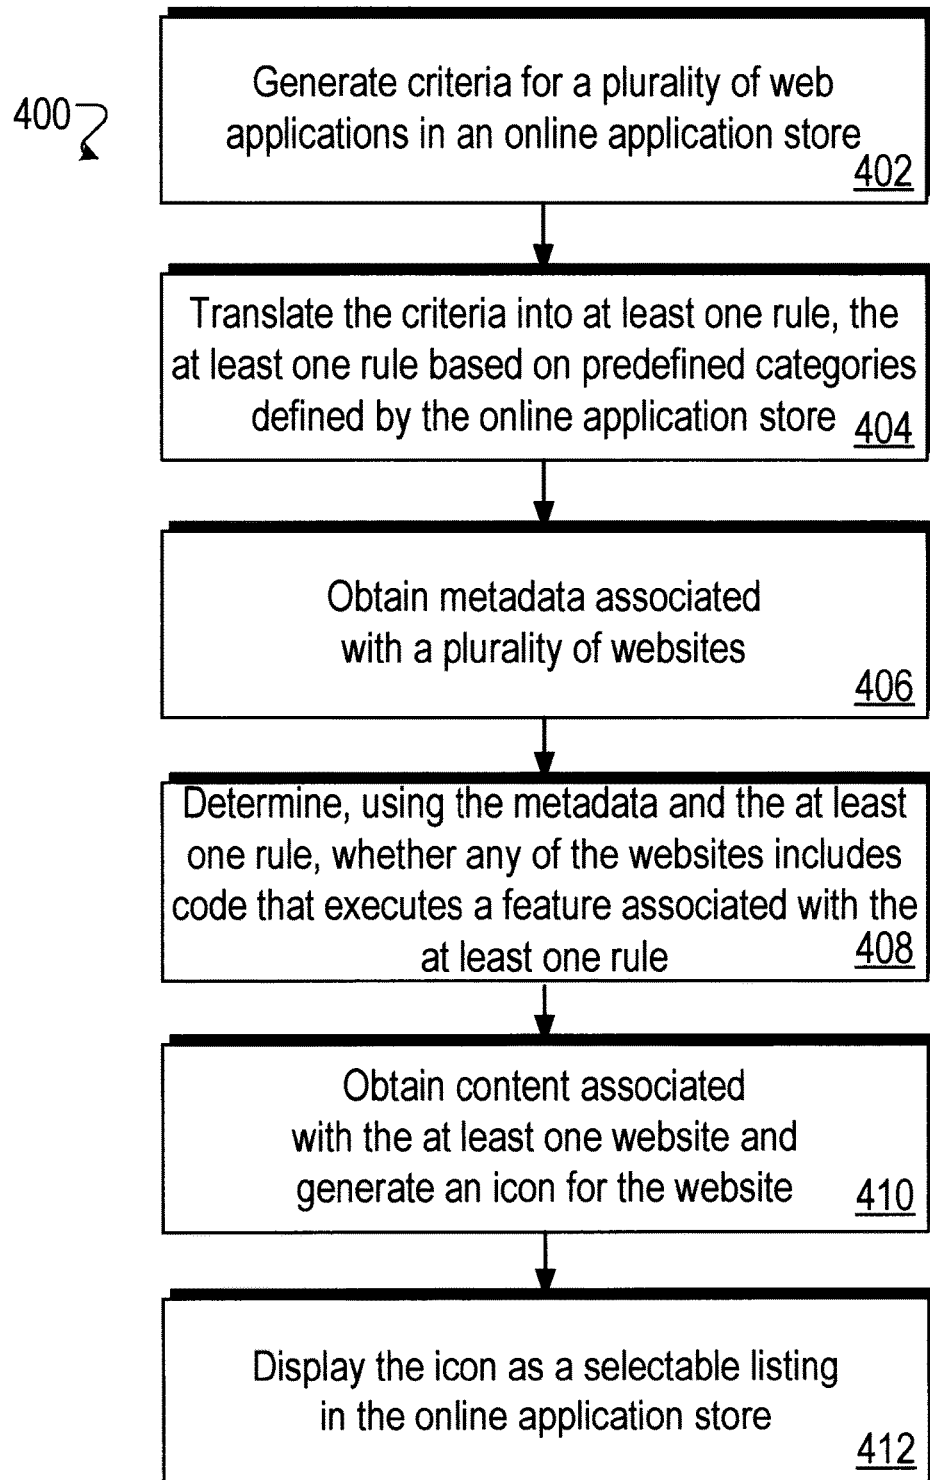 400
Generate criteria for a plurality of web
applications in an online application store
402
Translate the criteria into at least one rule, the
at least one rule based on predefined categories
defined by the online application store
404
Obtain metadata associated
with a plurality of websites
406
Determine, using the metadata and the at least
one rule, whether any of the websites includes
code that executes a feature associated with the
at least one rule
408
Obtain content associated
with the at least one website and
generate an icon for the website
410
Display the icon as a selectable listing
in the online application store
412